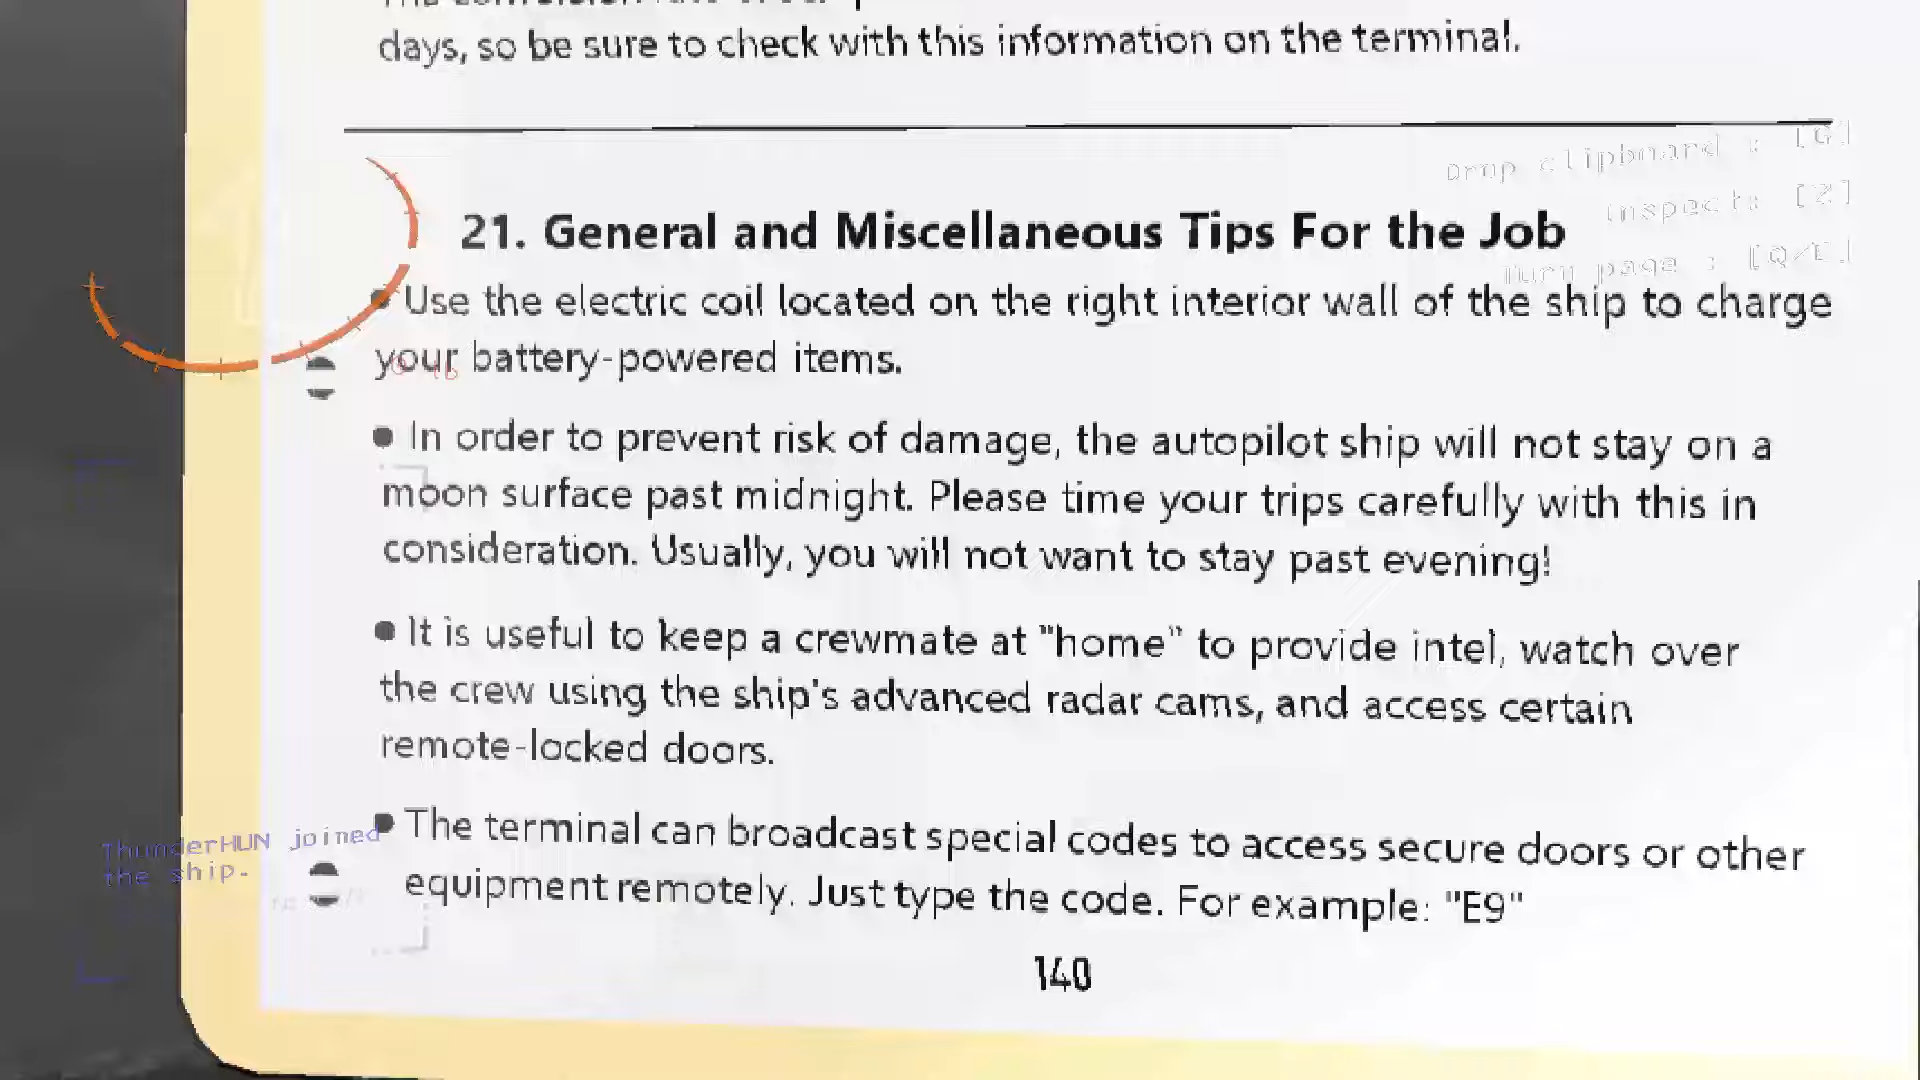 days, so be sure to check with this information on the terminal.
Drop clipboard : [G]
Inspect: [Z]
Turn page : [Q/E]
21. General and Miscellaneous Tips For the Job
● Use the electric coil located on the right interior wall of the ship to charge
your battery-powered items.
● In order to prevent risk of damage, the autopilot ship will not stay on a
moon surface past midnight. Please time your trips carefully with this in
consideration. Usually, you will not want to stay past evening!
● It is useful to keep a crewmate at "home" to provide intel, watch over
the crew using the ship's advanced radar cams, and access certain
remote-locked doors.
● The terminal can broadcast special codes to access secure doors or other
equipment remotely. Just type the code. For example: "E9"
ThunderHUN joined
the ship.
140